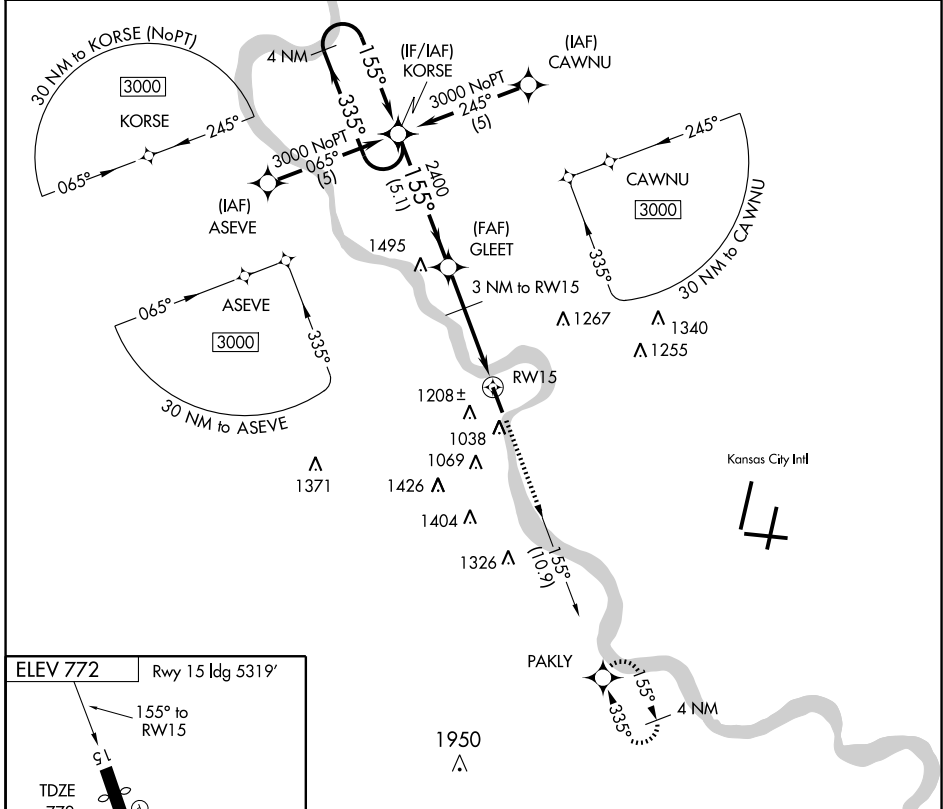 30 NM to KORSE (NoPT)
3000
KORSE
245°
065°
4 NM
155°
335°
(IF/IAF)
KORSE
(IAF)
CAWNU
3000 NoPT
245°
(5)
3000 NoPT
065°
(5)
(IAF)
ASEVE
2400
155°
(5.1)
(FAF)
GLEET
1495
3 NM to RW15
245°
CAWNU
3000
335°
30 NM to CAWNU
065°
ASEVE
3000
335°
30 NM to ASEVE
1267
1340
1255
RW15
1208±
1038
1069
1371
1426
1404
1326
Kansas City Intl
155°
(10.9)
PAKLY
155°
335°
4 NM
1950
ELEV 772
Rwy 15 ldg 5319'
155° to
RW15
15
TDZE
772
A